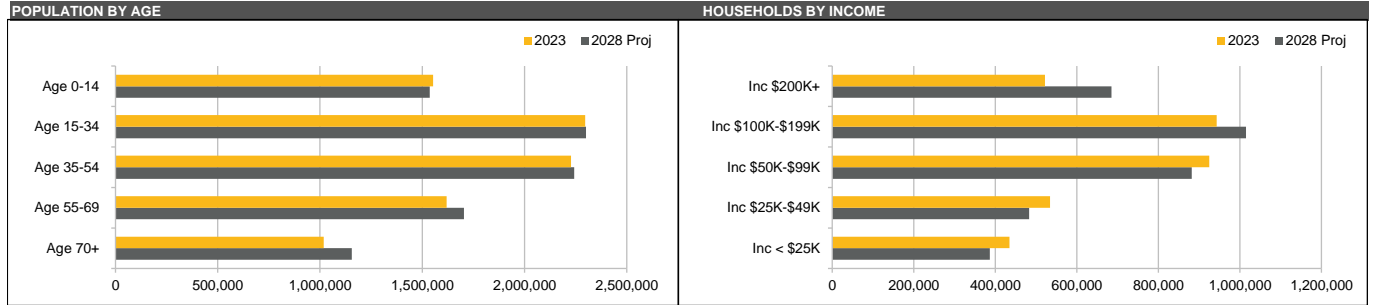 POPULATION BY AGE
2023 2028 Proj
Age 0-14
Age 15-34
Age 35-54
Age 55-69
Age 70+
0 500,000 1,000,000 1,500,000 2,000,000 2,500,000
HOUSEHOLDS BY INCOME
2023 2028 Proj
Inc $200K+
Inc $100K-$199K
Inc $50K-$99K
Inc $25K-$49K
Inc < $25K
0 200,000 400,000 600,000 800,000 1,000,000 1,200,000